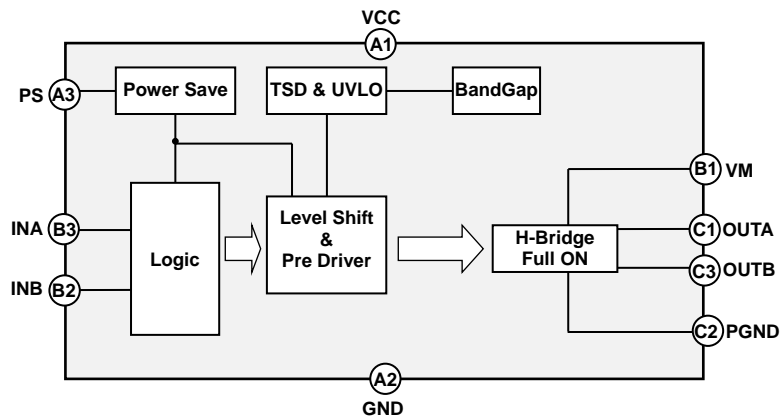 VCC
A1
PS
A3
Power Save
TSD & UVLO
BandGap
B1
VM
INA
B3
Logic
Level Shift
&
Pre Driver
H-Bridge
Full ON
C1
OUTA
INB
B2
C3
OUTB
C2
PGND
A2
GND